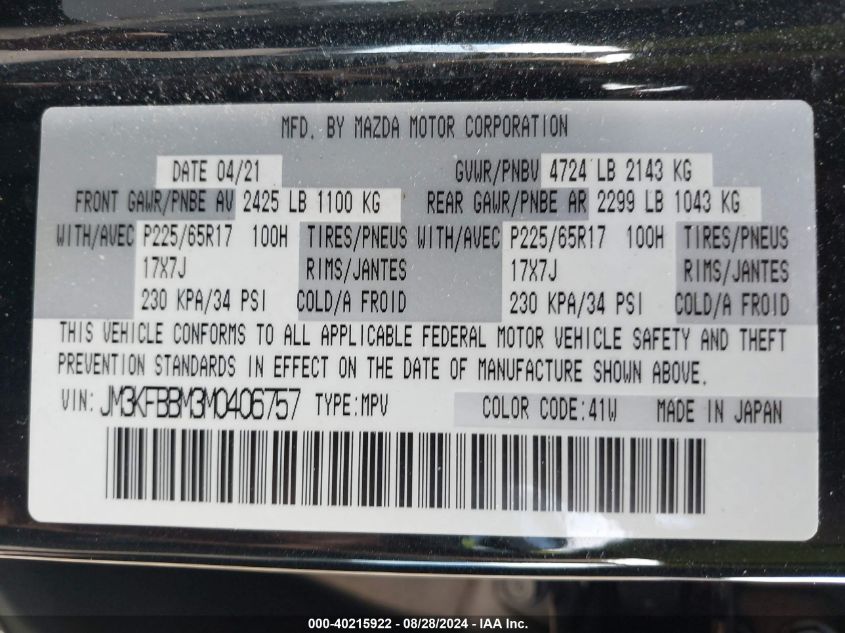 MFD. BY MAZDA MOTOR CORPORATION
DATE 04/21 GVWR/PNBV 4724 LB 2143 KG
FRONT GAWR/PNBE AV 2425 LB 1100 KG REAR GAWR/PNBE AR 2299 LB 1043 KG
WITH/AVEC P225/65R17 100H TIRES/PNEUS WITH/AVEC P225/65R17 100H TIRES/PNEUS
17X7J RIMS/JANTES 17X7J RIMS/JANTES
230 KPA/34 PSI COLD/A FROID 230 KPA/34 PSI COLD/A FROID
THIS VEHICLE CONFORMS TO ALL APPLICABLE FEDERAL MOTOR VEHICLE SAFETY AND THEFT
PREVENTION STANDARDS IN EFFECT ON THE DATE OF MANUFACTURE SHOWN ABOVE.
VIN: JM3KFBBM3M0406757 TYPE:MPV COLOR CODE:41W MADE IN JAPAN
000-40215922 - 08/28/2024 - IAA Inc.